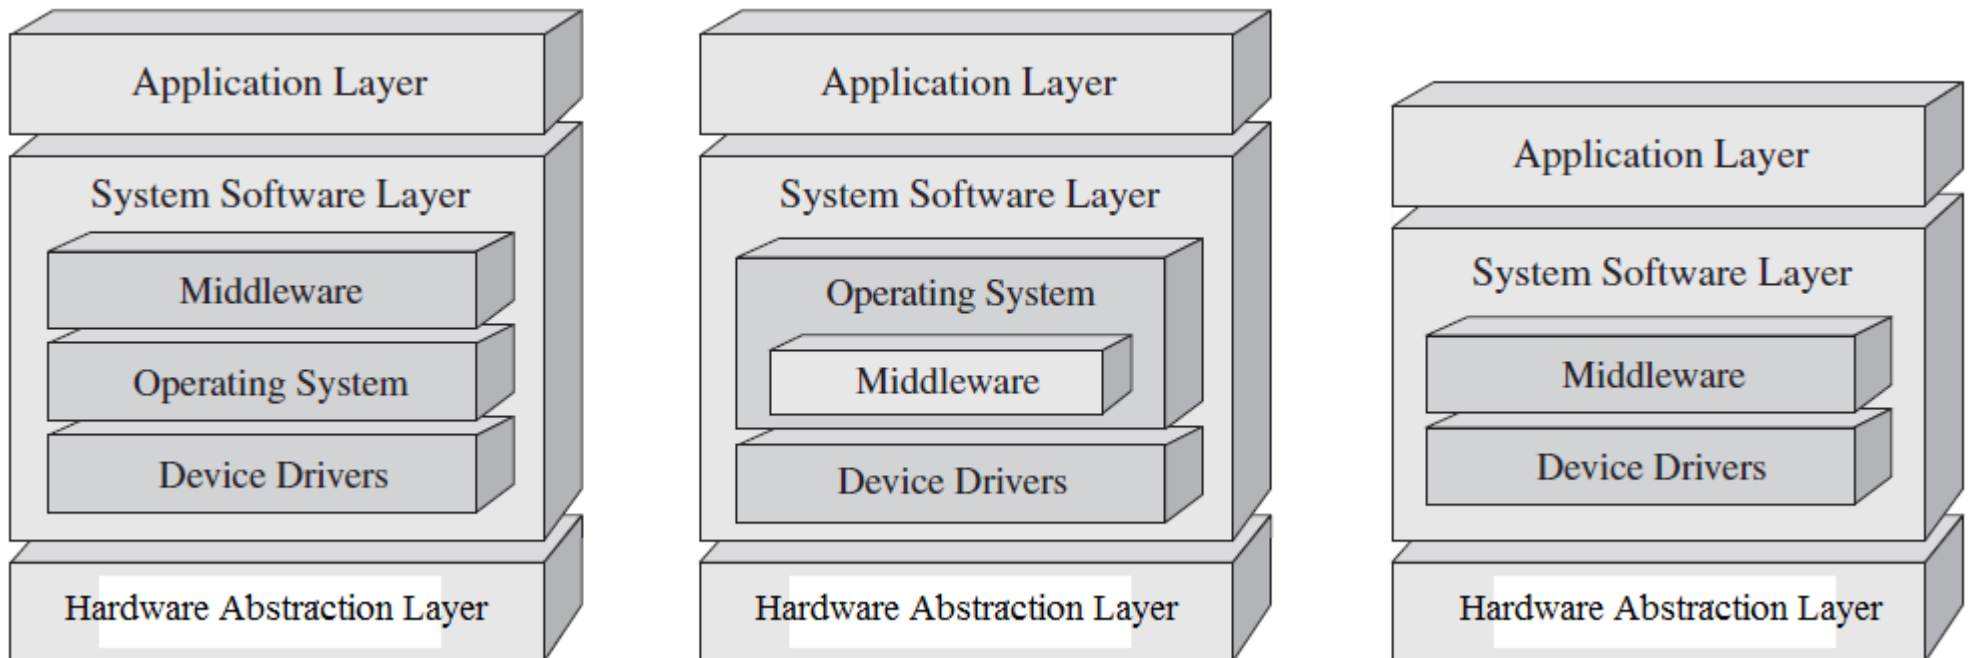 Application Layer
System Software Layer
Middleware
Operating System
Device Drivers
Hardware Abstraction Layer
Application Layer
System Software Layer
Operating System
Middleware
Device Drivers
Hardware Abstraction Layer
Application Layer
System Software Layer
Middleware
Device Drivers
Hardware Abstraction Layer